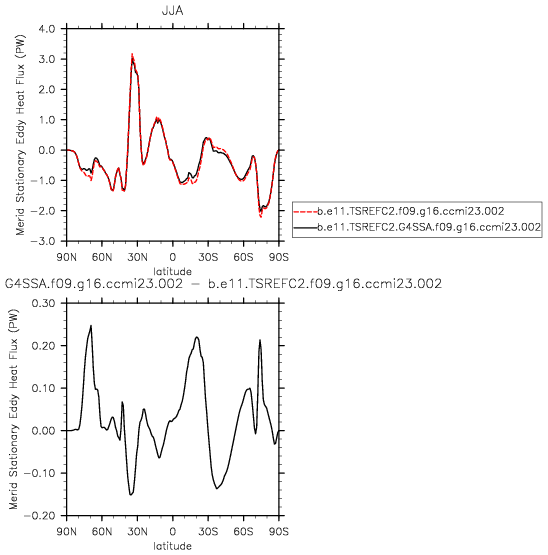 JJA
Merid Stationary Eddy Heat Flux (PW)
4.0
3.0
2.0
1.0
0.0
−1.0
−2.0
−3.0
90N 60N 30N 0 30S 60S 90S
latitude
b.e11.TSREFC2.f09.g16.ccmi23.002
b.e11.TSREFC2.G4SSA.f09.g16.ccmi23.002
G4SSA.f09.g16.ccmi23.002 − b.e11.TSREFC2.f09.g16.ccmi23.002
Merid Stationary Eddy Heat Flux (PW)
0.30
0.20
0.10
0.00
−0.10
−0.20
90N 60N 30N 0 30S 60S 90S
latitude